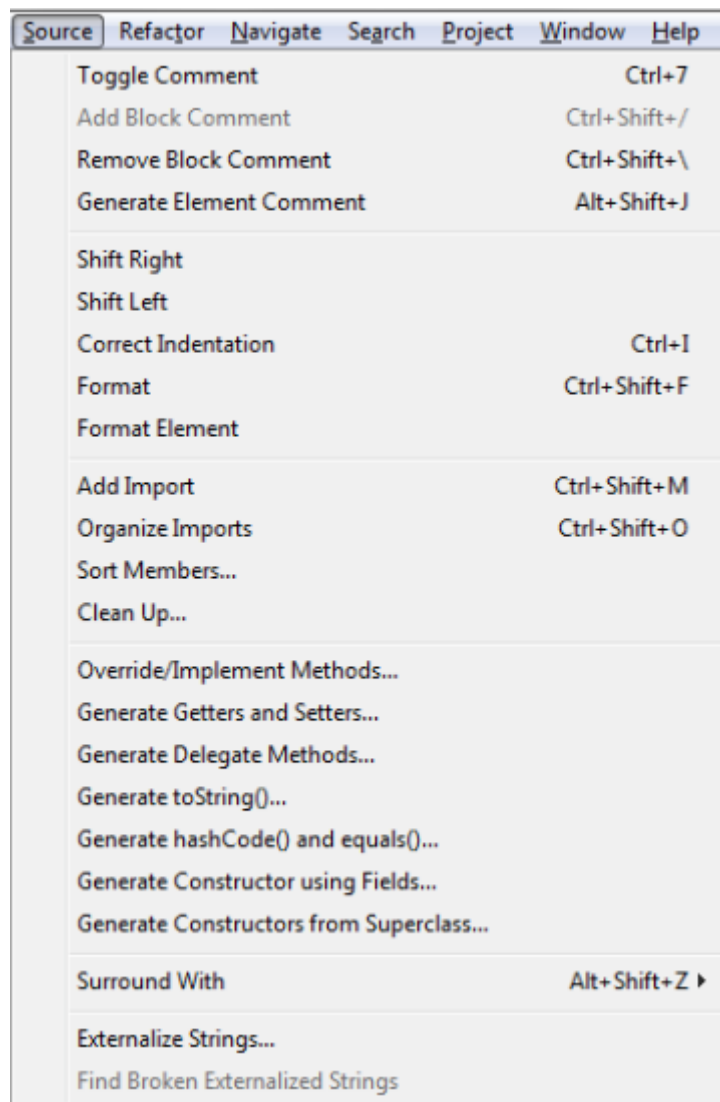 Source Refactor Navigate Search Project Window Help
Toggle Comment Ctrl+7
Add Block Comment Ctrl+Shift+/
Remove Block Comment Ctrl+Shift+\
Generate Element Comment Alt+Shift+J
Shift Right
Shift Left
Correct Indentation Ctrl+I
Format Ctrl+Shift+F
Format Element
Add Import Ctrl+Shift+M
Organize Imports Ctrl+Shift+O
Sort Members...
Clean Up...
Override/Implement Methods...
Generate Getters and Setters...
Generate Delegate Methods...
Generate toString()...
Generate hashCode() and equals()...
Generate Constructor using Fields...
Generate Constructors from Superclass...
Surround With Alt+Shift+Z
Externalize Strings...
Find Broken Externalized Strings